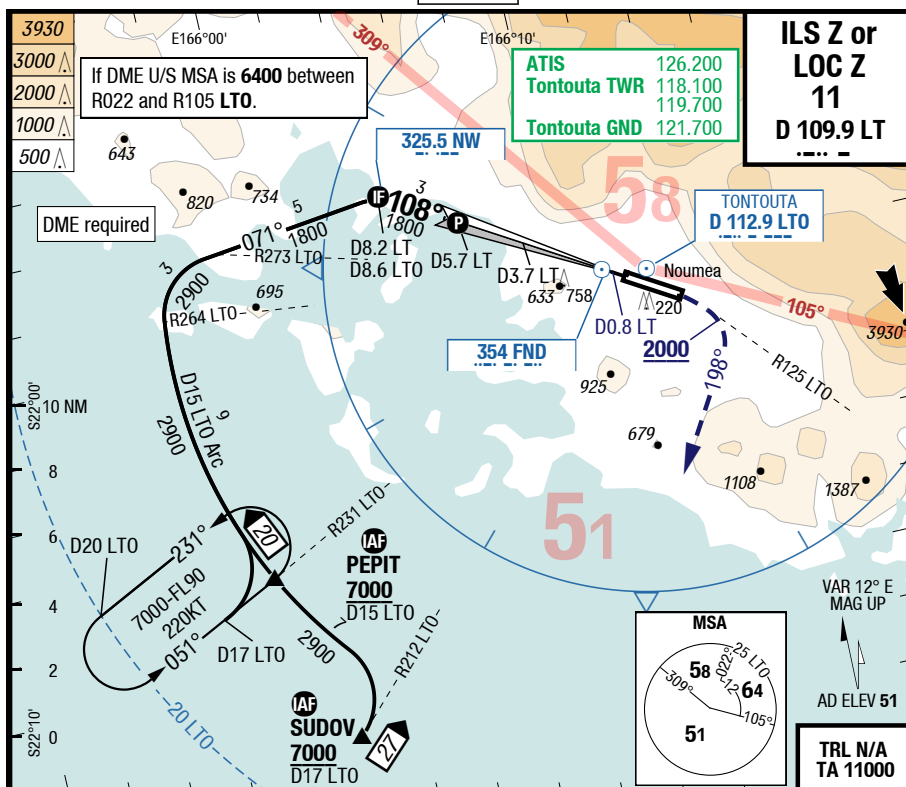 3930
3000
2000
1000
500
E166°00'
E166°10'
309°
If DME U/S MSA is 6400 between
R022 and R105 LTO.
ATIS 126.200
Tontouta TWR 118.100
119.700
Tontouta GND 121.700
ILS Z or
LOC Z
11
D 109.9 LT
643
820
734
325.5 NW
58
TONTOUTA
D 112.9 LTO
DME required
IF
108°
3
1800
P
5
071°
1800
R273 LTO
D8.2 LT
D8.6 LTO
D5.7 LT
D3.7 LT
Noumea
3
2900
695
R264 LTO
633
758
220
105°
3930
D0.8 LT
354 FND
2000
198°
R125 LTO
S22°00'
10 NM
D15 LTO Arc
9
2900
925
679
1108
1387
8
6
4
2
0
51
R231 LTO
D20 LTO
231°
20
7000-FL90
220KT
051°
D17 LTO
IAF
PEPIT
7000
D15 LTO
7
2900
R212 LTO
VAR 12° E
MAG UP
AD ELEV 51
MSA
58
022°
25 LTO
12
64
309°
105°
51
S22°10'
20 LTO
IAF
SUDOV
7000
D17 LTO
27
TRL N/A
TA 11000